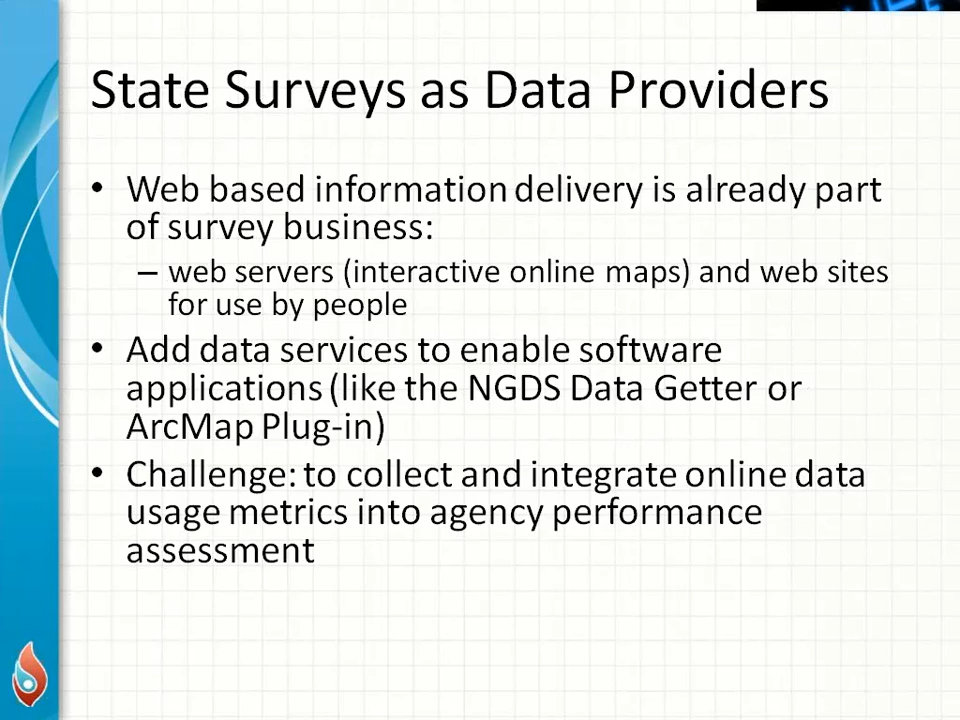 State Surveys as Data Providers
• Web based information delivery is already part
of survey business:
– web servers (interactive online maps) and web sites
for use by people
• Add data services to enable software
applications (like the NGDS Data Getter or
ArcMap Plug-in)
• Challenge: to collect and integrate online data
usage metrics into agency performance
assessment